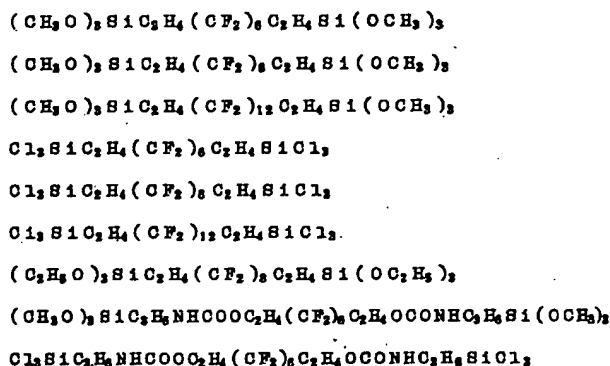 (CH₃O)₃SiC₂H₄(CF₂)₆C₂H₄Si(OCH₃)₃
(CH₃O)₃SiC₂H₄(CF₂)₈C₂H₄Si(OCH₃)₃
(CH₃O)₃SiC₂H₄(CF₂)₁₂C₂H₄Si(OCH₃)₃
Cl₃SiC₂H₄(CF₂)₆C₂H₄SiCl₃
Cl₃SiC₂H₄(CF₂)₈C₂H₄SiCl₃
Cl₃SiC₂H₄(CF₂)₁₂C₂H₄SiCl₃.
(C₂H₅O)₃SiC₂H₄(CF₂)₈C₂H₄Si(OC₂H₅)₃
(CH₃O)₃SiC₃H₆NHCOOC₂H₄(CF₂)₆C₂H₄OCONHC₃H₆Si(OCH₃)₃
Cl₃SiC₃H₆NHCOOC₂H₄(CF₂)₆C₂H₄OCONHC₃H₆SiCl₃